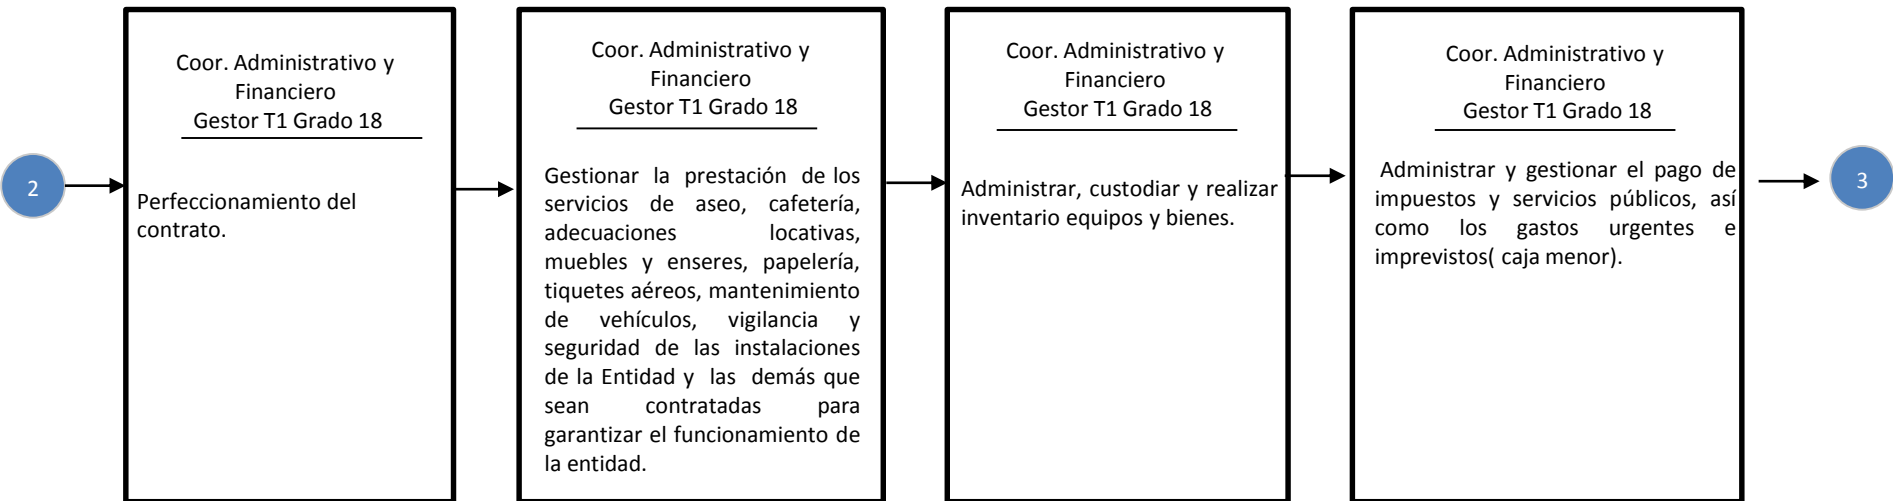 2
Coor. Administrativo y
Financiero
Gestor T1 Grado 18
Perfeccionamiento del
contrato.
Coor. Administrativo y
Financiero
Gestor T1 Grado 18
Gestionar la prestación de los
servicios de aseo, cafetería,
adecuaciones locativas,
muebles y enseres, papelería,
tiquetes aéreos, mantenimiento
de vehículos, vigilancia y
seguridad de las instalaciones
de la Entidad y las demás que
sean contratadas para
garantizar el funcionamiento de
la entidad.
Coor. Administrativo y
Financiero
Gestor T1 Grado 18
Administrar, custodiar y realizar
inventario equipos y bienes.
Coor. Administrativo y
Financiero
Gestor T1 Grado 18
Administrar y gestionar el pago de
impuestos y servicios públicos, así
como los gastos urgentes e
imprevistos( caja menor).
3